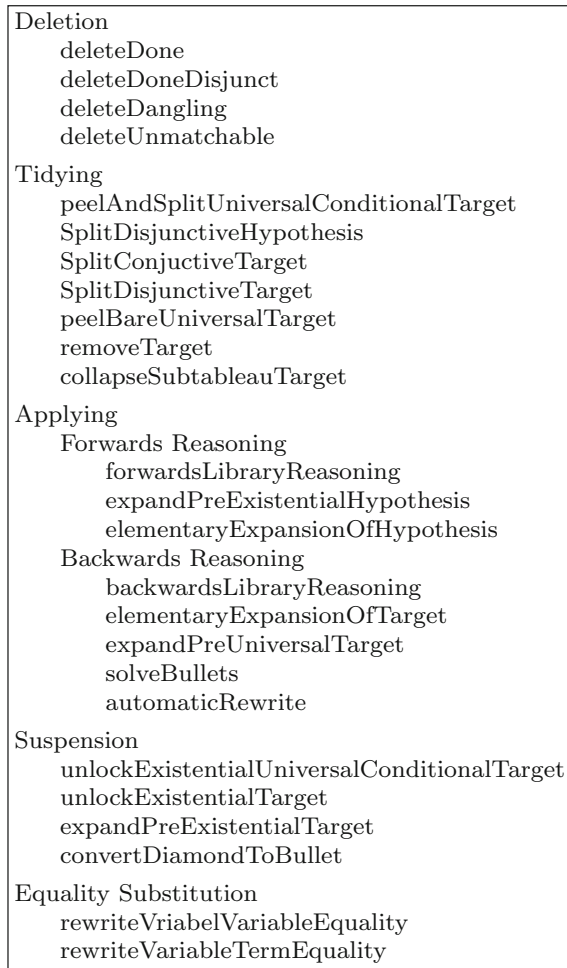 Deletion
deleteDone
deleteDoneDisjunct
deleteDangling
deleteUnmatchable
Tidying
peelAndSplitUniversalConditionalTarget
SplitDisjunctiveHypothesis
SplitConjuctiveTarget
SplitDisjunctiveTarget
peelBareUniversalTarget
removeTarget
collapseSubtableauTarget
Applying
Forwards Reasoning
forwardsLibraryReasoning
expandPreExistentialHypothesis
elementaryExpansionOfHypothesis
Backwards Reasoning
backwardsLibraryReasoning
elementaryExpansionOfTarget
expandPreUniversalTarget
solveBullets
automaticRewrite
Suspension
unlockExistentialUniversalConditionalTarget
unlockExistentialTarget
expandPreExistentialTarget
convertDiamondToBullet
Equality Substitution
rewriteVriabelVariableEquality
rewriteVariableTermEquality